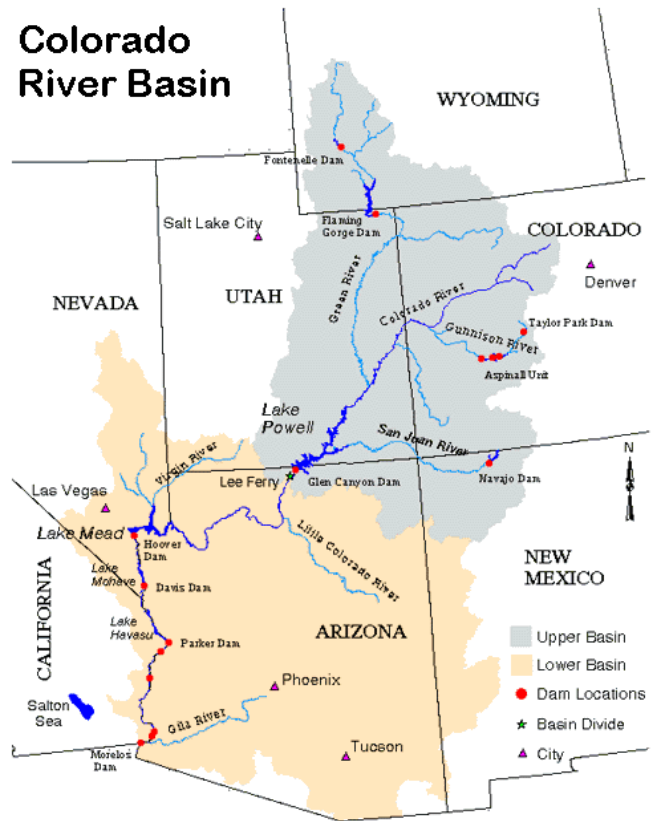 Colorado
River Basin
WYOMING
Fontenelle Dam
Salt Lake City
Flaming
Gorge Dam
COLORADO
Denver
NEVADA
UTAH
Green River
Colorado River
Gunnison River
Taylor Park Dam
Aspinall Unit
Lake
Powell
San Juan River
Virgin River
Lee Ferry
Glen Canyon Dam
Navajo Dam
N
Las Vegas
Lake Mead
Hoover
Dam
Little Colorado River
Lake
Mohave
Davis Dam
NEW
MEXICO
CALIFORNIA
Lake
Havasu
Parker Dam
ARIZONA
Upper Basin
Lower Basin
Phoenix
Dam Locations
Salton
Sea
Gila River
Basin Divide
Tucson
City
Morelos
Dam